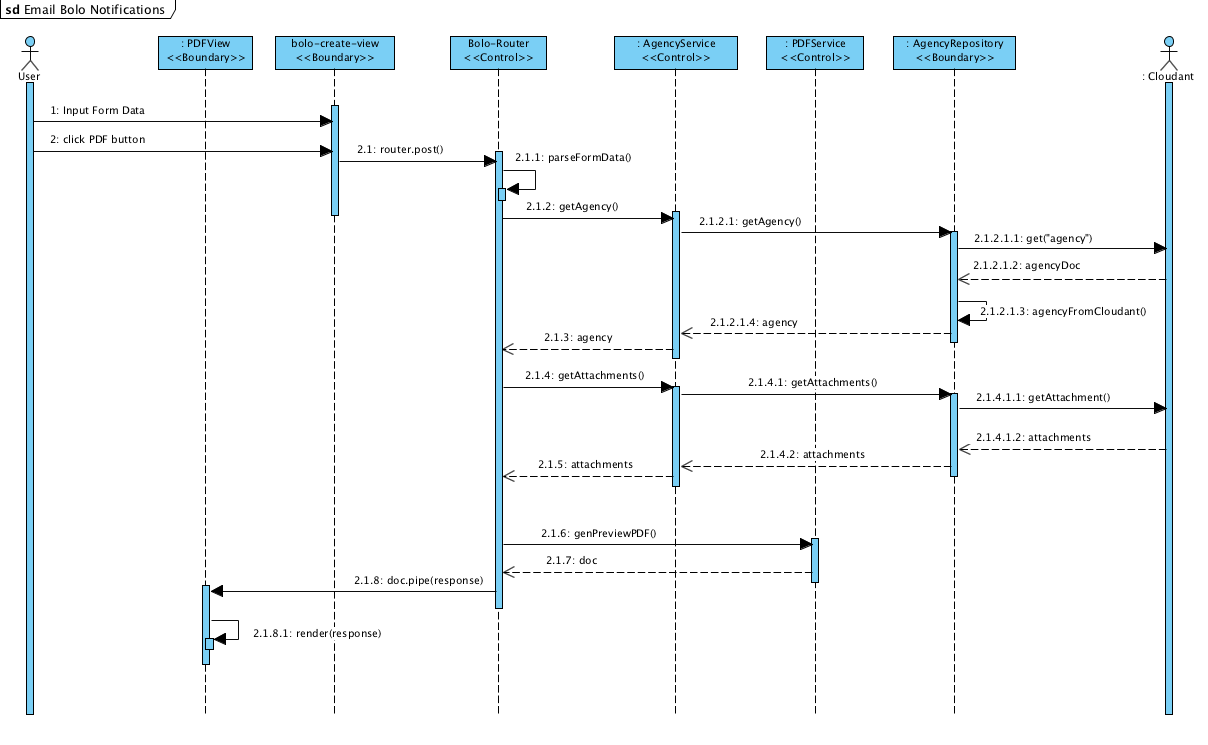 sd Email Bolo Notifications
: PDFView
<<Boundary>>
bolo-create-view
<<Boundary>>
Bolo-Router
<<Control>>
: AgencyService
<<Control>>
: PDFService
<<Control>>
: AgencyRepository
<<Boundary>>
User
: Cloudant
1: Input Form Data
2: click PDF button
2.1: router.post()
2.1.1: parseFormData()
2.1.2: getAgency()
2.1.2.1: getAgency()
2.1.2.1.1: get("agency")
2.1.2.1.2: agencyDoc
2.1.2.1.3: agencyFromCloudant()
2.1.2.1.4: agency
2.1.3: agency
2.1.4: getAttachments()
2.1.4.1: getAttachments()
2.1.4.1.1: getAttachment()
2.1.4.1.2: attachments
2.1.4.2: attachments
2.1.5: attachments
2.1.6: genPreviewPDF()
2.1.7: doc
2.1.8: doc.pipe(response)
2.1.8.1: render(response)